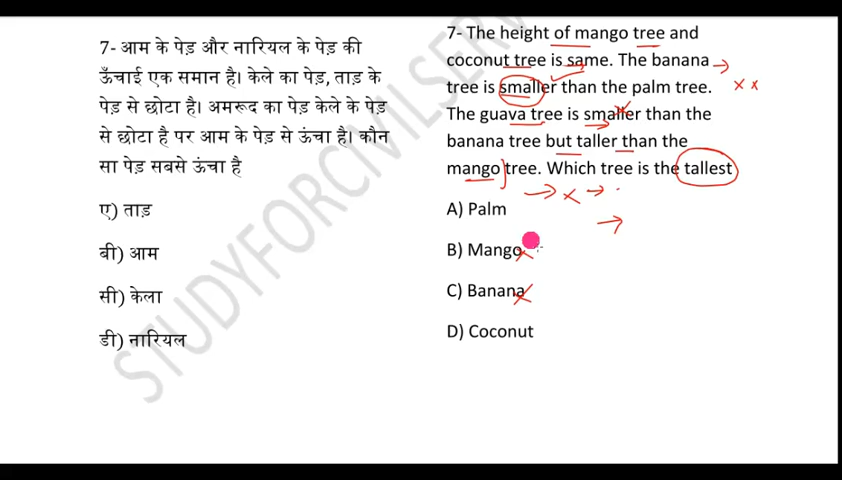 7- आम के पेड़ और नारियल के पेड़ की
ऊँचाई एक समान है। केले का पेड़, ताड़ के
पेड़ से छोटा है। अमरूद का पेड़ केले के पेड़
से छोटा है पर आम के पेड़ से ऊंचा है। कौन
सा पेड़ सबसे ऊंचा है
ए) ताड़
बी) आम
सी) केला
डी) नारियल
7- The height of mango tree and
coconut tree is same. The banana
tree is smaller than the palm tree.
The guava tree is smaller than the
banana tree but taller than the
mango tree. Which tree is the tallest
A) Palm
B) Mango
C) Banana
D) Coconut
STUDYFORCIVILSERV